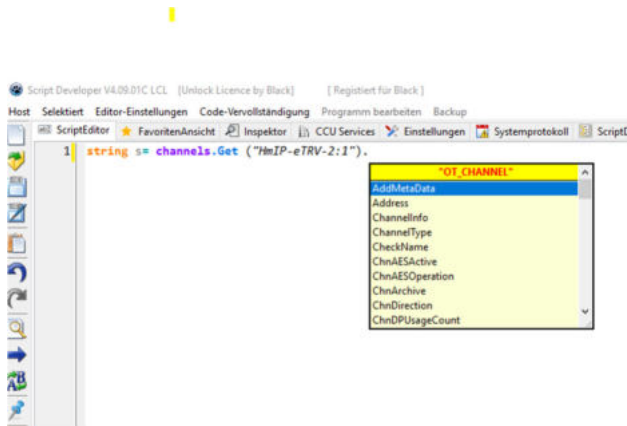 Script Developer V4.09.01C LCL [Unlock Licence by Black] [ Registiert für Black ]
Host Selektiert Editor-Einstellungen Code-Vervollständigung Programm bearbeiten Backup
ScriptEditor FavoritenAnsicht Inspektor CCU Services Einstellungen Systemprotokoll ScriptD
1 string s= channels.Get ("HmIP-eTRV-2:1").
"OT_CHANNEL"
AddMetaData
Address
ChannelInfo
ChannelType
CheckName
ChnAESActive
ChnAESOperation
ChnArchive
ChnDirection
ChnDPUsageCount